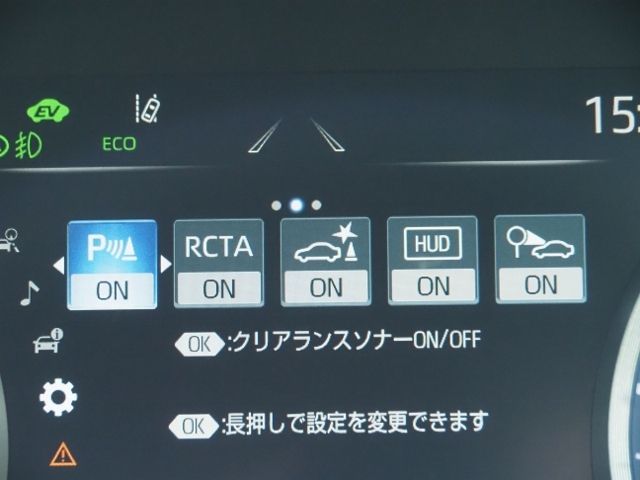 EV
15:
ECO
P RCTA HUD
ON ON ON ON ON
OK :クリアランスソナーON/OFF
OK :長押しで設定を変更できます